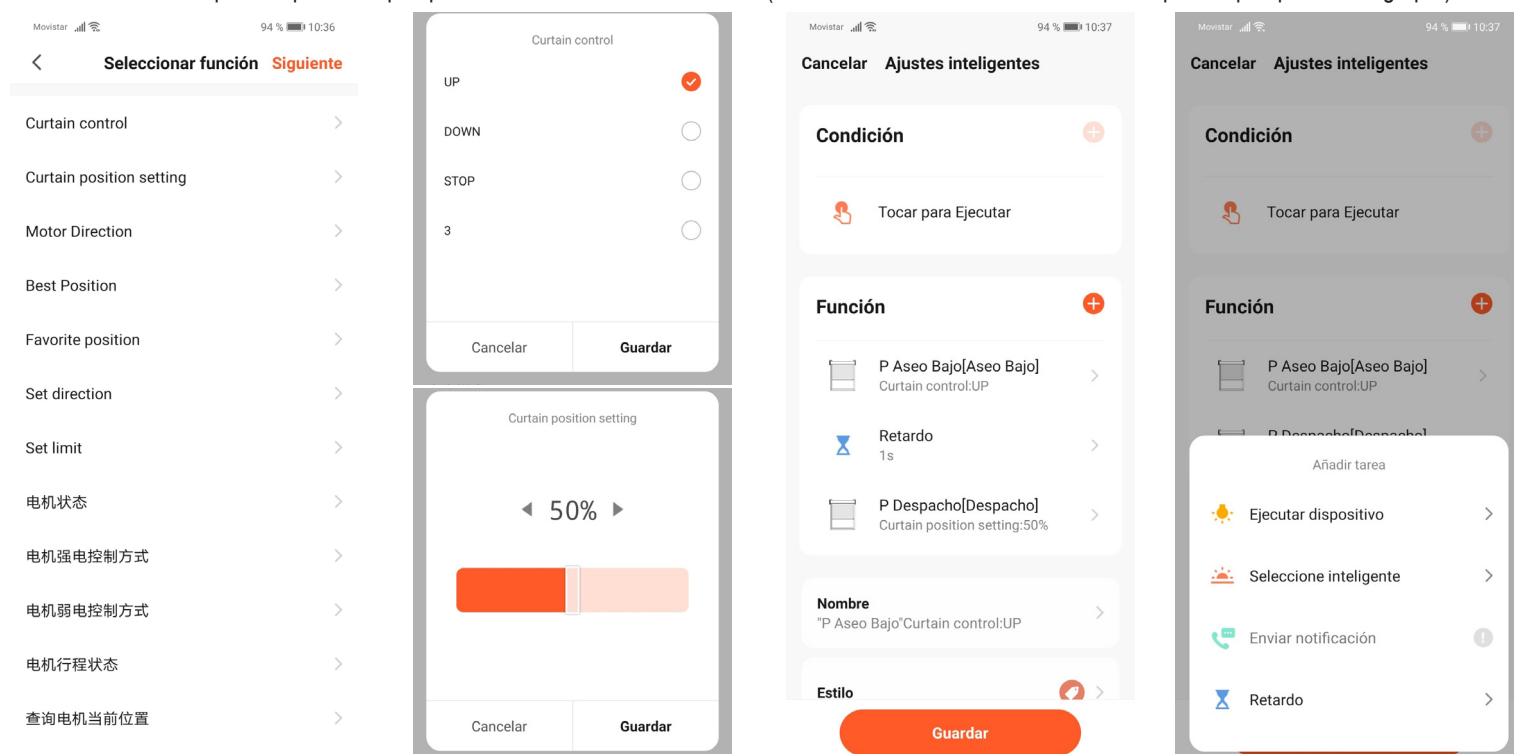 Movistar
94 % 10:36
Seleccionar función Siguiente
Curtain control
Curtain position setting
Motor Direction
Best Position
Favorite position
Set direction
Set limit
电机状态
电机强电控制方式
电机弱电控制方式
电机行程状态
查询电机当前位置
Curtain control
UP
DOWN
STOP
3
Cancelar Guardar
Curtain position setting
50%
Cancelar Guardar
Movistar
94 % 10:37
Cancelar Ajustes inteligentes
Condición
Tocar para Ejecutar
Función
P Aseo Bajo[Aseo Bajo]
Curtain control:UP
Retardo
1s
P Despacho[Despacho]
Curtain position setting:50%
Nombre
"P Aseo Bajo"Curtain control:UP
Estilo
Guardar
Movistar
94 % 10:37
Cancelar Ajustes inteligentes
Condición
Tocar para Ejecutar
Función
P Aseo Bajo[Aseo Bajo]
Curtain control:UP
P Despacho[Despacho]
Añadir tarea
Ejecutar dispositivo
Seleccione inteligente
Enviar notificación
Retardo